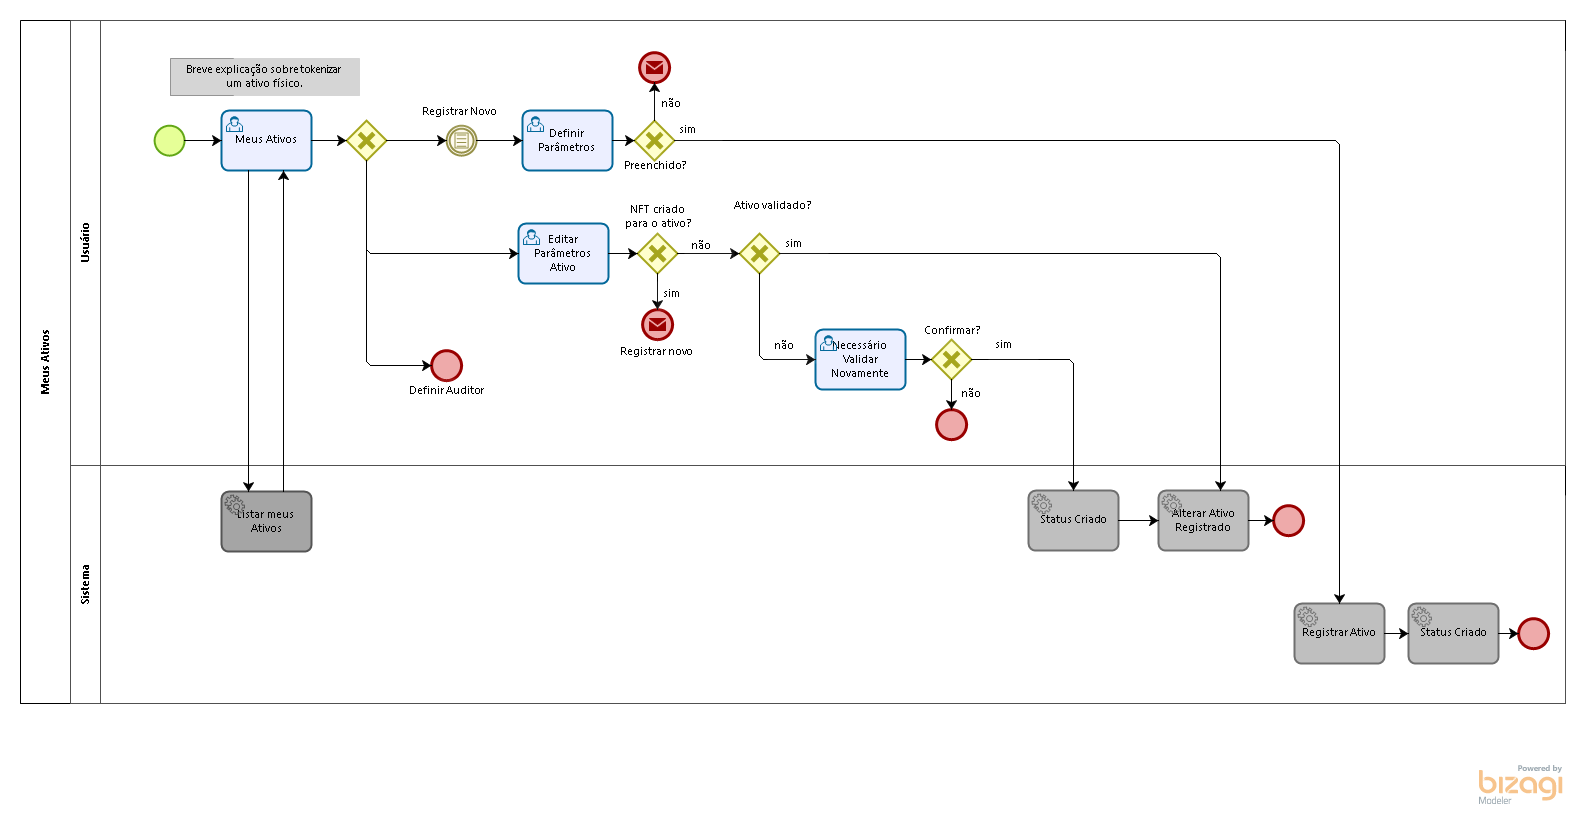 Breve explicação sobre tokenizar
um ativo físico.
Meus Ativos
Registrar Novo
Definir
Parâmetros
não
sim
Preenchido?
Editar
Parâmetros
Ativo
NFT criado
para o ativo?
não
sim
Registrar novo
Ativo validado?
sim
não
Necessário
Validar
Novamente
Confirmar?
sim
não
Definir Auditor
Usuário
Meus Ativos
Sistema
Listar meus
Ativos
Status Criado
Alterar Ativo
Registrado
Registrar Ativo
Status Criado
Powered by
bizagi
Modeler